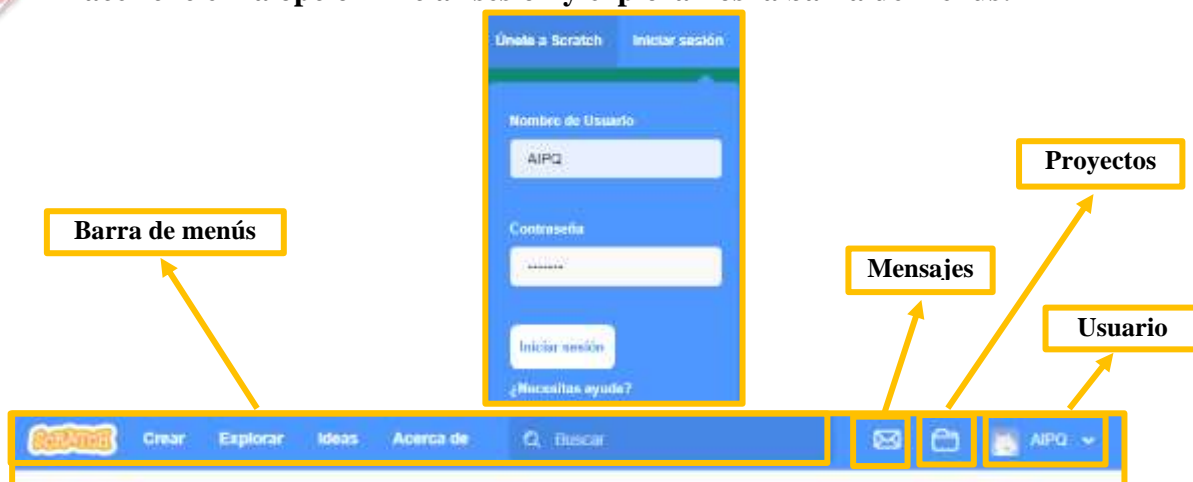 Únete a Scratch Iniciar sesión
Nombre de Usuario
AIPQ
Proyectos
Barra de menús
Contraseña
Mensajes
Usuario
Iniciar sesión
¿Necesitas ayuda?
SCRATCH Crear Explorar Ideas Acerca de Buscar AIPQ